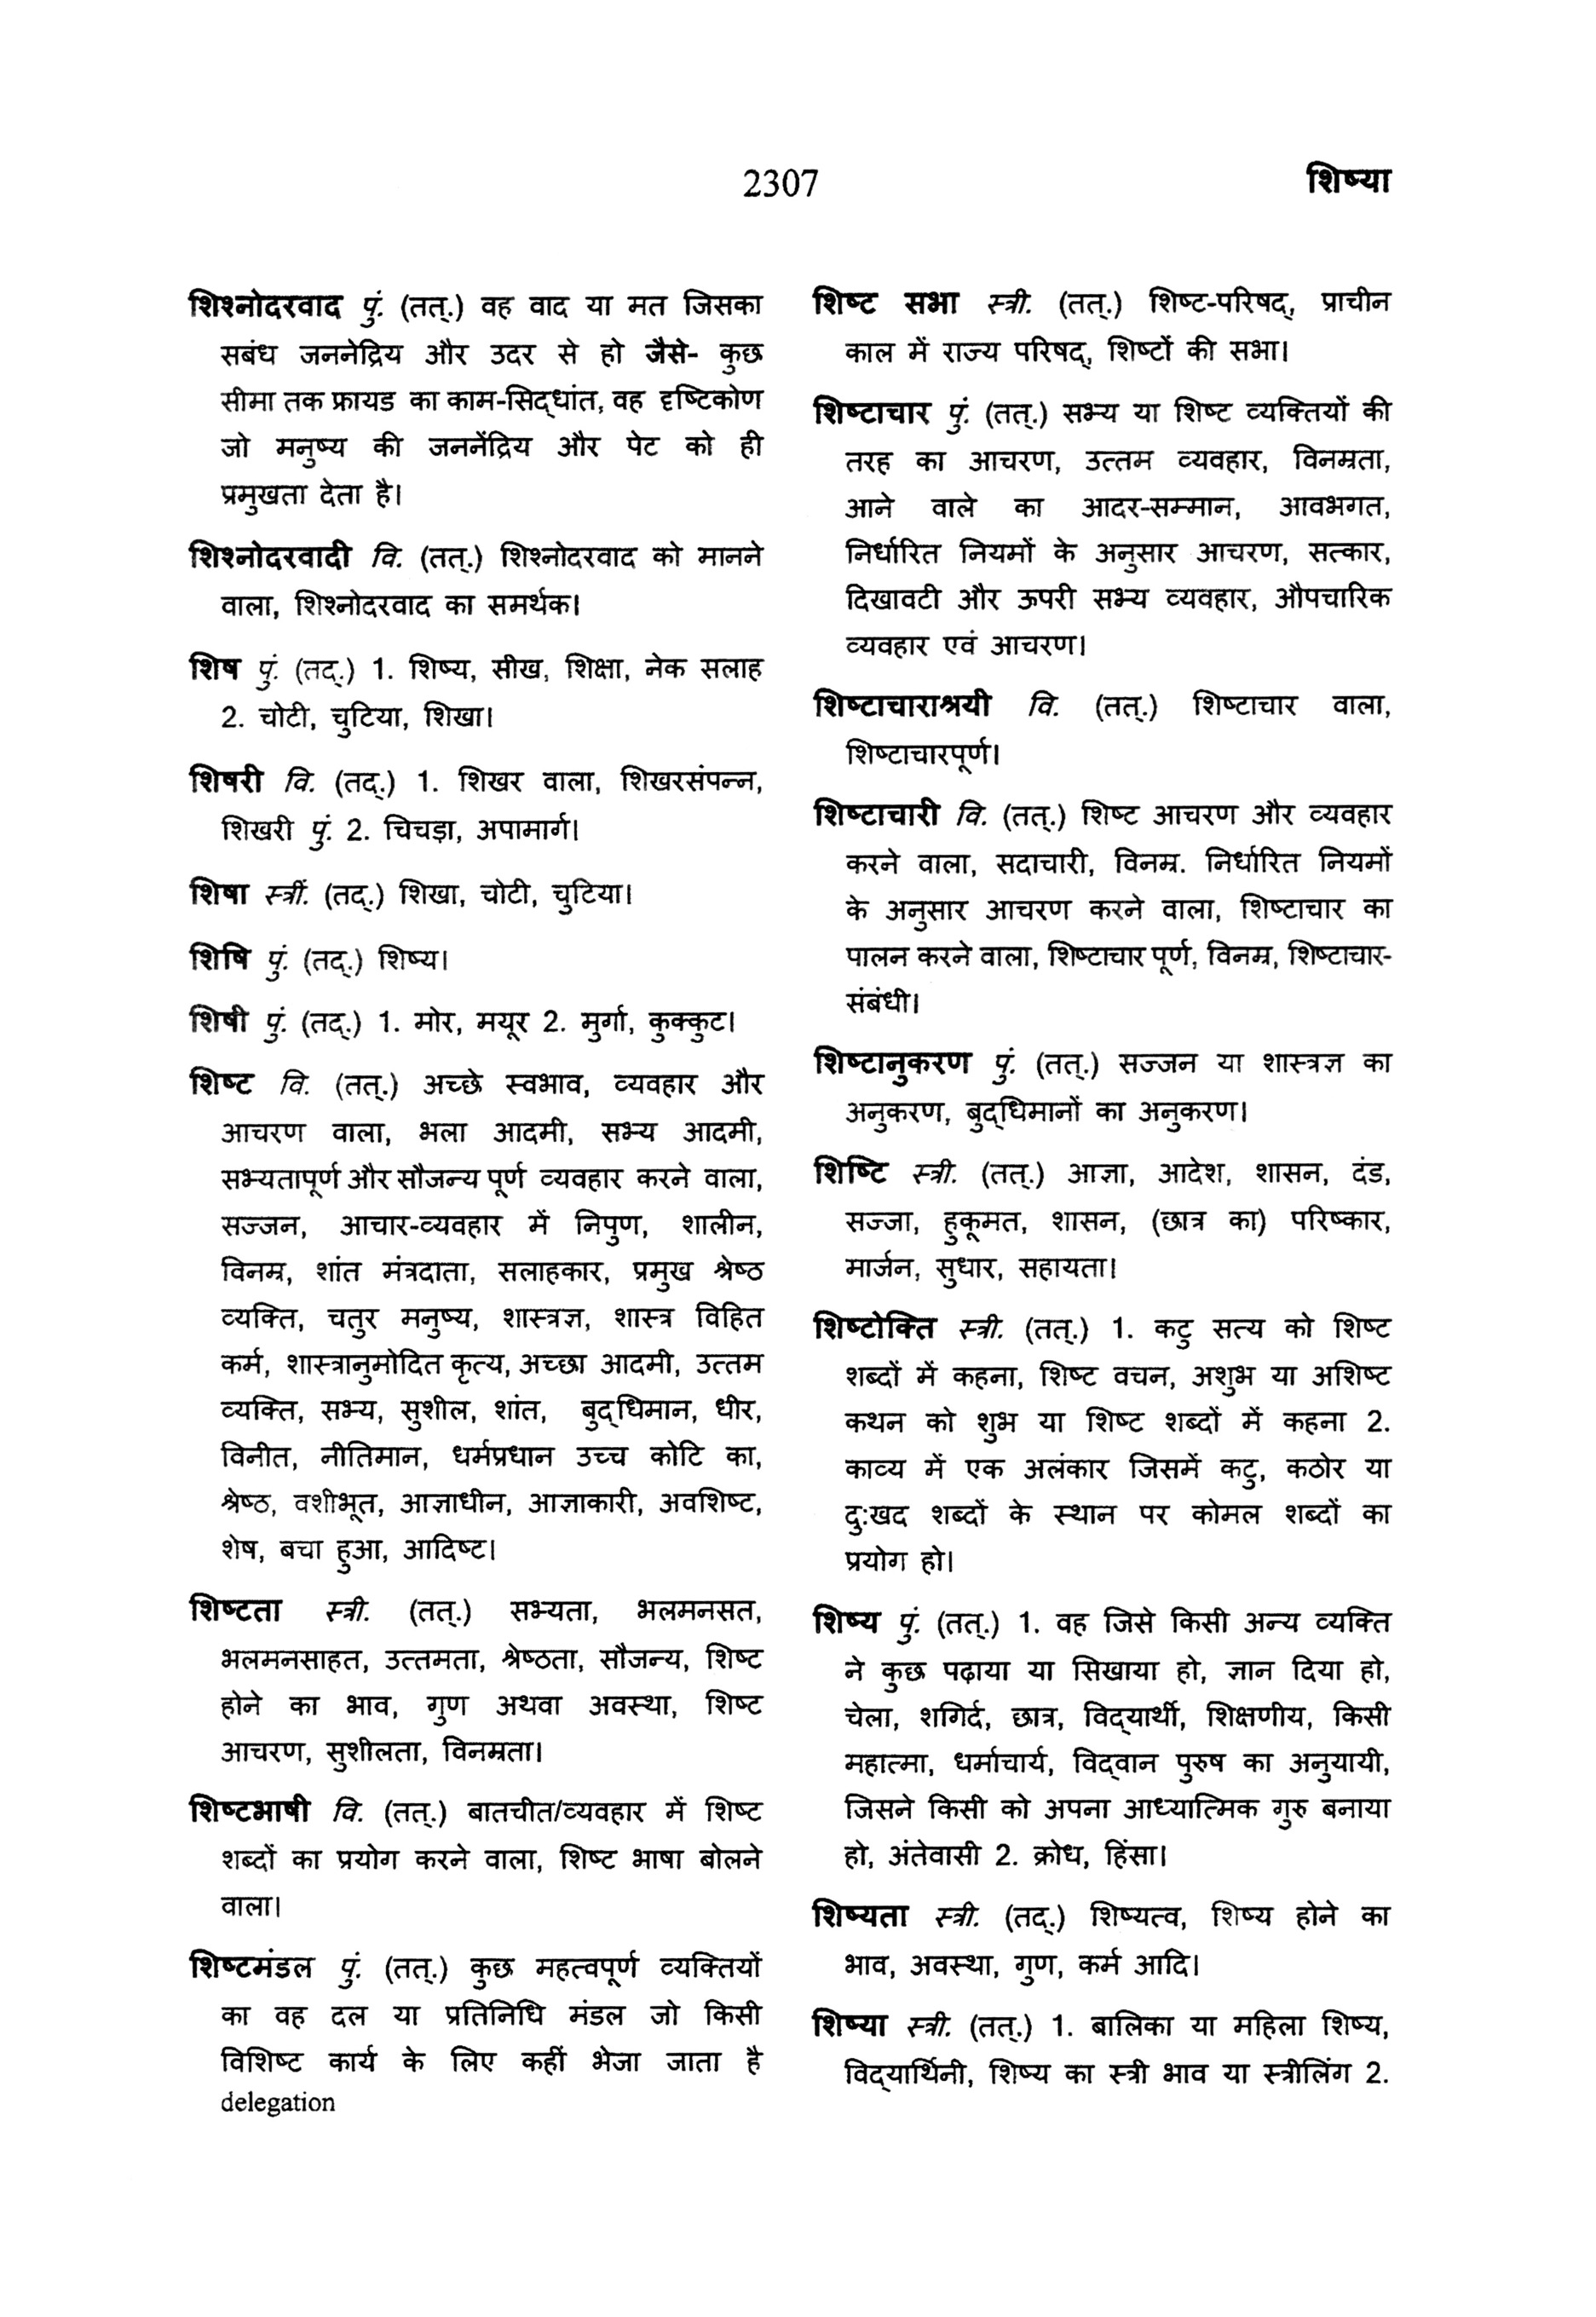 2307
शिष्या
शिश्नोदरवाद पुं. (तत्.) वह वाद या मत जिसका
सबंध जननेद्रिय और उदर से हो जैसे- कुछ
सीमा तक फ्रायड का काम-सिद्धांत, वह दृष्टिकोण
जो मनुष्य की जननेंद्रिय और पेट को ही
प्रमुखता देता है।
शिश्नोदरवादी वि. (तत्.) शिश्नोदरवाद को मानने
वाला, शिश्नोदरवाद का समर्थक।
शिष पुं. (तद्.) 1. शिष्य, सीख, शिक्षा, नेक सलाह
2. चोटी, चुटिया, शिखा।
शिषरी वि. (तद्.) 1. शिखर वाला, शिखरसंपन्न,
शिखरी पुं. 2. चिचड़ा, अपामार्ग।
शिषा स्त्रीं. (तद्.) शिखा, चोटी, चुटिया।
शिषि पुं. (तद्.) शिष्य।
शिषी पुं. (तद्.) 1. मोर, मयूर 2. मुर्गा, कुक्कुट।
शिष्ट वि. (तत्.) अच्छे स्वभाव, व्यवहार और
आचरण वाला, भला आदमी, सभ्य आदमी,
सभ्यतापूर्ण और सौजन्य पूर्ण व्यवहार करने वाला,
सज्जन, आचार-व्यवहार में निपुण, शालीन,
विनम्र, शांत मंत्रदाता, सलाहकार, प्रमुख श्रेष्ठ
व्यक्ति, चतुर मनुष्य, शास्त्रज्ञ, शास्त्र विहित
कर्म, शास्त्रानुमोदित कृत्य, अच्छा आदमी, उत्तम
व्यक्ति, सभ्य, सुशील, शांत, बुद्धिमान, धीर,
विनीत, नीतिमान, धर्मप्रधान उच्च कोटि का,
श्रेष्ठ, वशीभूत, आज्ञाधीन, आज्ञाकारी, अवशिष्ट,
शेष, बचा हुआ, आदिष्ट।
शिष्टता स्त्री. (तत्.) सभ्यता, भलमनसत,
भलमनसाहत, उत्तमता, श्रेष्ठता, सौजन्य, शिष्ट
होने का भाव, गुण अथवा अवस्था, शिष्ट
आचरण, सुशीलता, विनम्रता।
शिष्टभाषी वि. (तत्.) बातचीत/व्यवहार में शिष्ट
शब्दों का प्रयोग करने वाला, शिष्ट भाषा बोलने
वाला।
शिष्टमंडल पुं. (तत्.) कुछ महत्वपूर्ण व्यक्तियों
का वह दल या प्रतिनिधि मंडल जो किसी
विशिष्ट कार्य के लिए कहीं भेजा जाता है
delegation
शिष्ट सभा स्त्री. (तत्.) शिष्ट-परिषद्, प्राचीन
काल में राज्य परिषद्, शिष्टों की सभा।
शिष्टाचार पुं. (तत्.) सभ्य या शिष्ट व्यक्तियों की
तरह का आचरण, उत्तम व्यवहार, विनम्रता,
आने वाले का आदर-सम्मान, आवभगत,
निर्धारित नियमों के अनुसार आचरण, सत्कार,
दिखावटी और ऊपरी सभ्य व्यवहार, औपचारिक
व्यवहार एवं आचरण।
शिष्टाचाराश्रयी वि. (तत्.) शिष्टाचार वाला,
शिष्टाचारपूर्ण।
शिष्टाचारी वि. (तत्.) शिष्ट आचरण और व्यवहार
करने वाला, सदाचारी, विनम्र. निर्धारित नियमों
के अनुसार आचरण करने वाला, शिष्टाचार का
पालन करने वाला, शिष्टाचार पूर्ण, विनम्र, शिष्टाचार-
संबंधी।
शिष्टानुकरण पुं. (तत्.) सज्जन या शास्त्रज्ञ का
अनुकरण, बुद्धिमानों का अनुकरण।
शिष्टि स्त्री. (तत्.) आज्ञा, आदेश, शासन, दंड,
सज्जा, हुकूमत, शासन, (छात्र का) परिष्कार,
मार्जन, सुधार, सहायता।
शिष्टोक्ति स्त्री. (तत्.) 1. कटु सत्य को शिष्ट
शब्दों में कहना, शिष्ट वचन, अशुभ या अशिष्ट
कथन को शुभ या शिष्ट शब्दों में कहना 2.
काव्य में एक अलंकार जिसमें कटु, कठोर या
दु:खद शब्दों के स्थान पर कोमल शब्दों का
प्रयोग हो।
शिष्य पुं. (तत्.) 1. वह जिसे किसी अन्य व्यक्ति
ने कुछ पढ़ाया या सिखाया हो, ज्ञान दिया हो,
चेला, शगिर्द, छात्र, विद्यार्थी, शिक्षणीय, किसी
महात्मा, धर्माचार्य, विद्वान पुरुष का अनुयायी,
जिसने किसी को अपना आध्यात्मिक गुरु बनाया
हो, अंतेवासी 2. क्रोध, हिंसा।
शिष्यता स्त्री. (तद्.) शिष्यत्व, शिष्य होने का
भाव, अवस्था, गुण, कर्म आदि।
शिष्या स्त्री. (तत्.) 1. बालिका या महिला शिष्य,
विद्यार्थिनी, शिष्य का स्त्री भाव या स्त्रीलिंग 2.